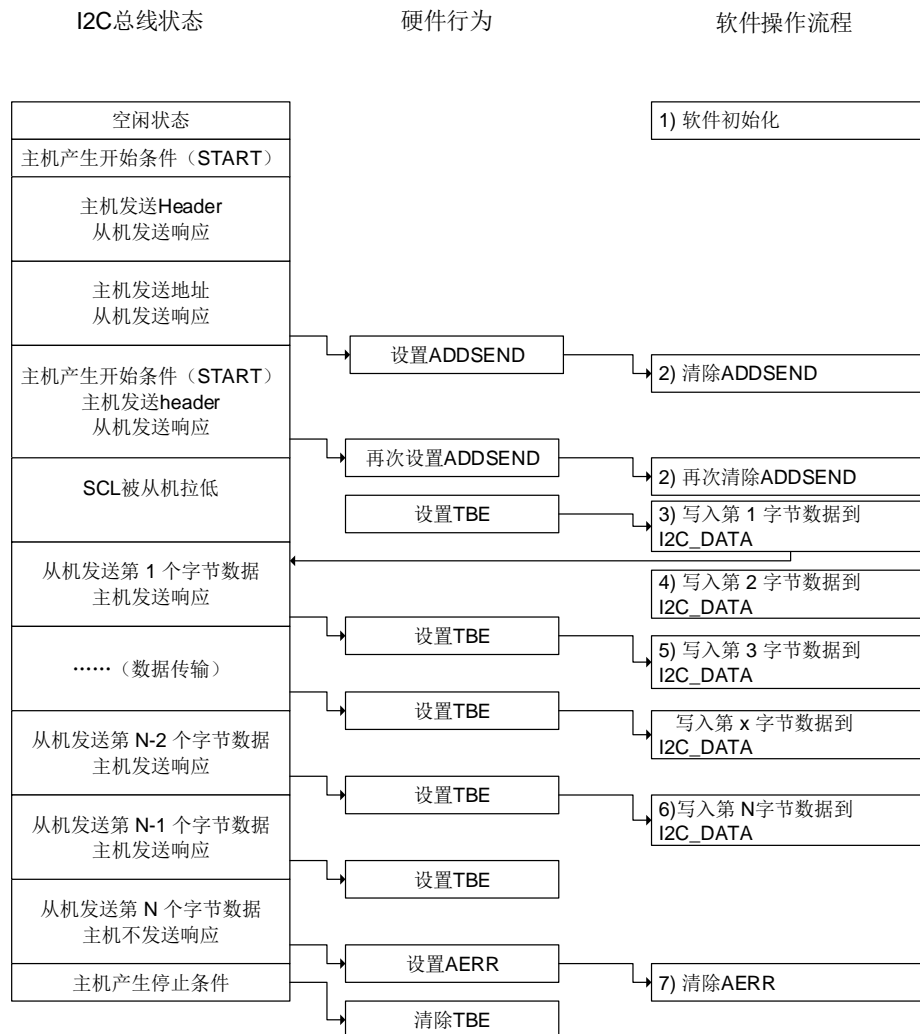 I2C总线状态
硬件行为
软件操作流程
空闲状态
1) 软件初始化
主机产生开始条件（START）
主机发送Header
从机发送响应
主机发送地址
从机发送响应
设置ADDSEND
2) 清除ADDSEND
主机产生开始条件（START）
主机发送header
从机发送响应
再次设置ADDSEND
2) 再次清除ADDSEND
SCL被从机拉低
设置TBE
3) 写入第 1 字节数据到
I2C_DATA
从机发送第 1 个字节数据
主机发送响应
4) 写入第 2 字节数据到
I2C_DATA
设置TBE
5) 写入第 3 字节数据到
I2C_DATA
……（数据传输）
设置TBE
写入第 x 字节数据到
I2C_DATA
从机发送第 N-2 个字节数据
主机发送响应
设置TBE
6)写入第 N字节数据到
I2C_DATA
从机发送第 N-1 个字节数据
主机发送响应
设置TBE
从机发送第 N 个字节数据
主机不发送响应
设置AERR
7) 清除AERR
主机产生停止条件
清除TBE